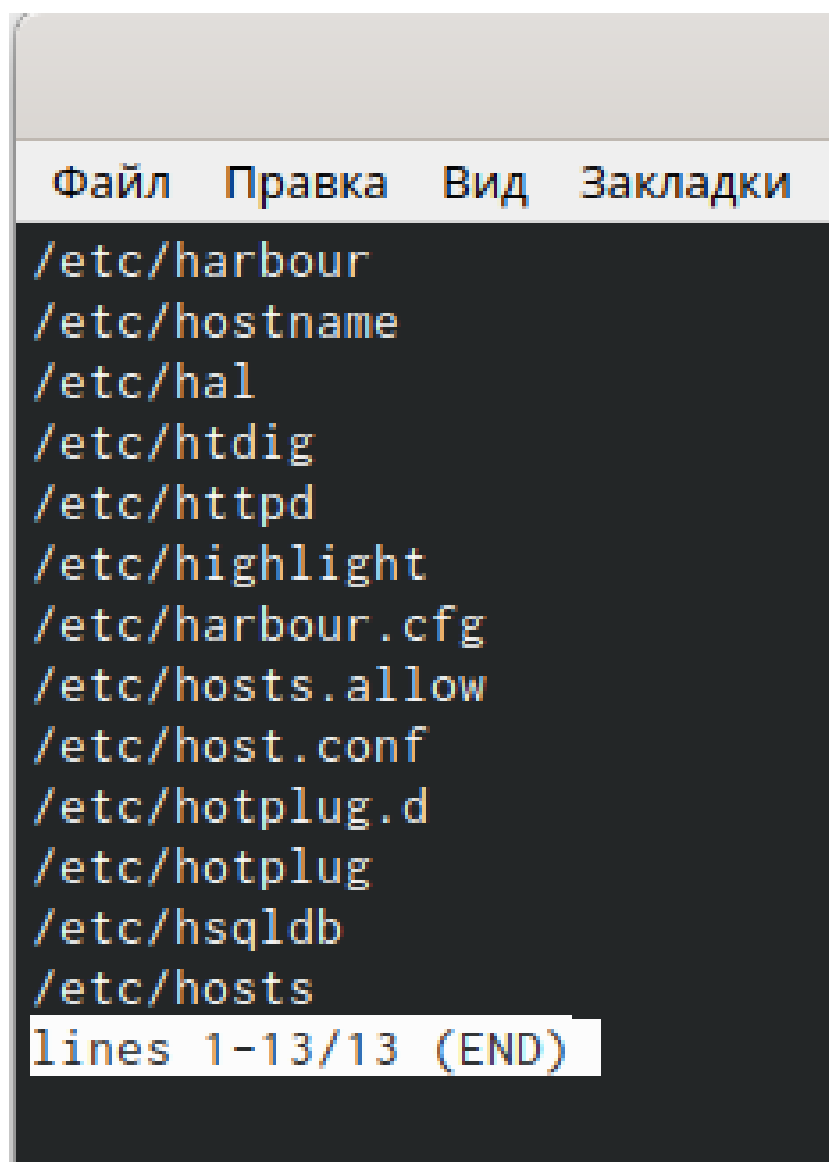 Файл Правка Вид Закладки
/etc/harbour
/etc/hostname
/etc/hal
/etc/htdig
/etc/httpd
/etc/highlight
/etc/harbour.cfg
/etc/hosts.allow
/etc/host.conf
/etc/hotplug.d
/etc/hotplug
/etc/hsqldb
/etc/hosts
lines 1-13/13 (END)